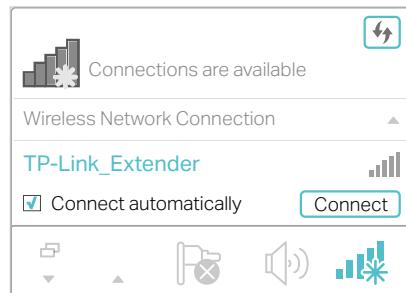 Connections are available
Wireless Network Connection
TP-Link_Extender
Connect automatically
Connect